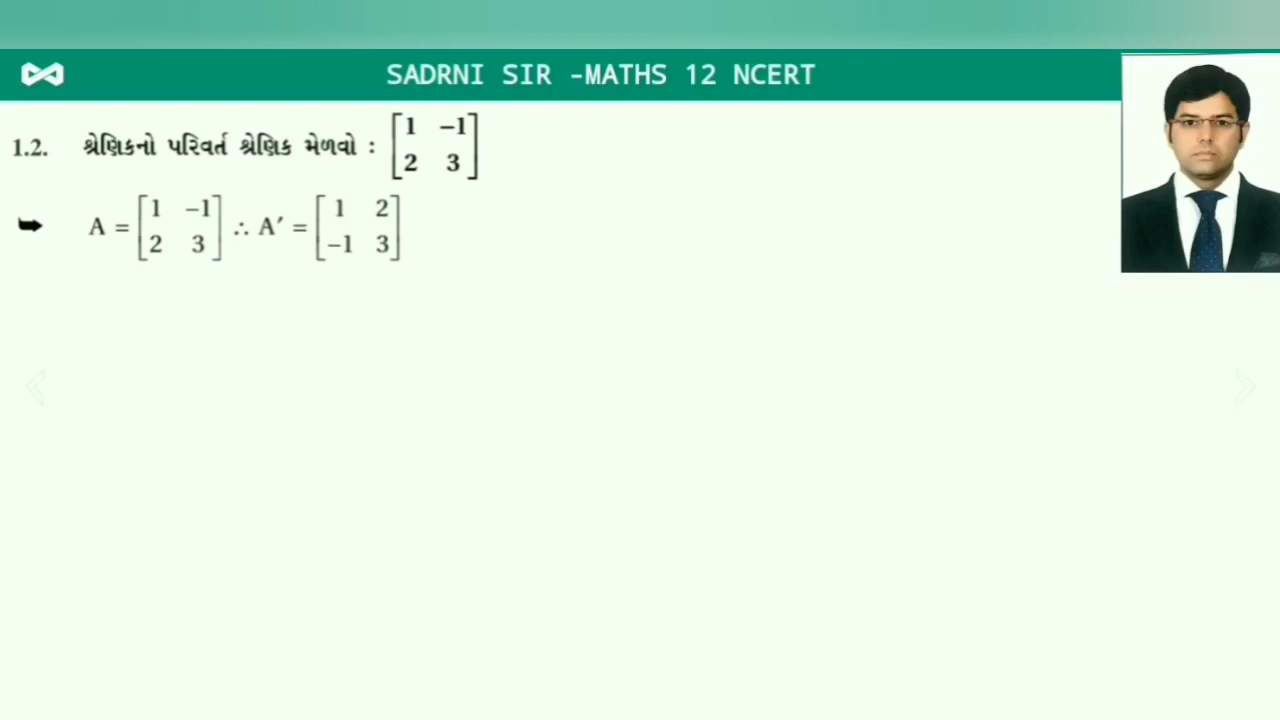 SADRNI SIR -MATHS 12 NCERT
1.2. શ્રેણિકનો પરિવર્ત શ્રેણિક મેળવો : [1 −1; 2 3]
➥ A = [1 −1; 2 3] ∴ A′ = [1 2; −1 3]